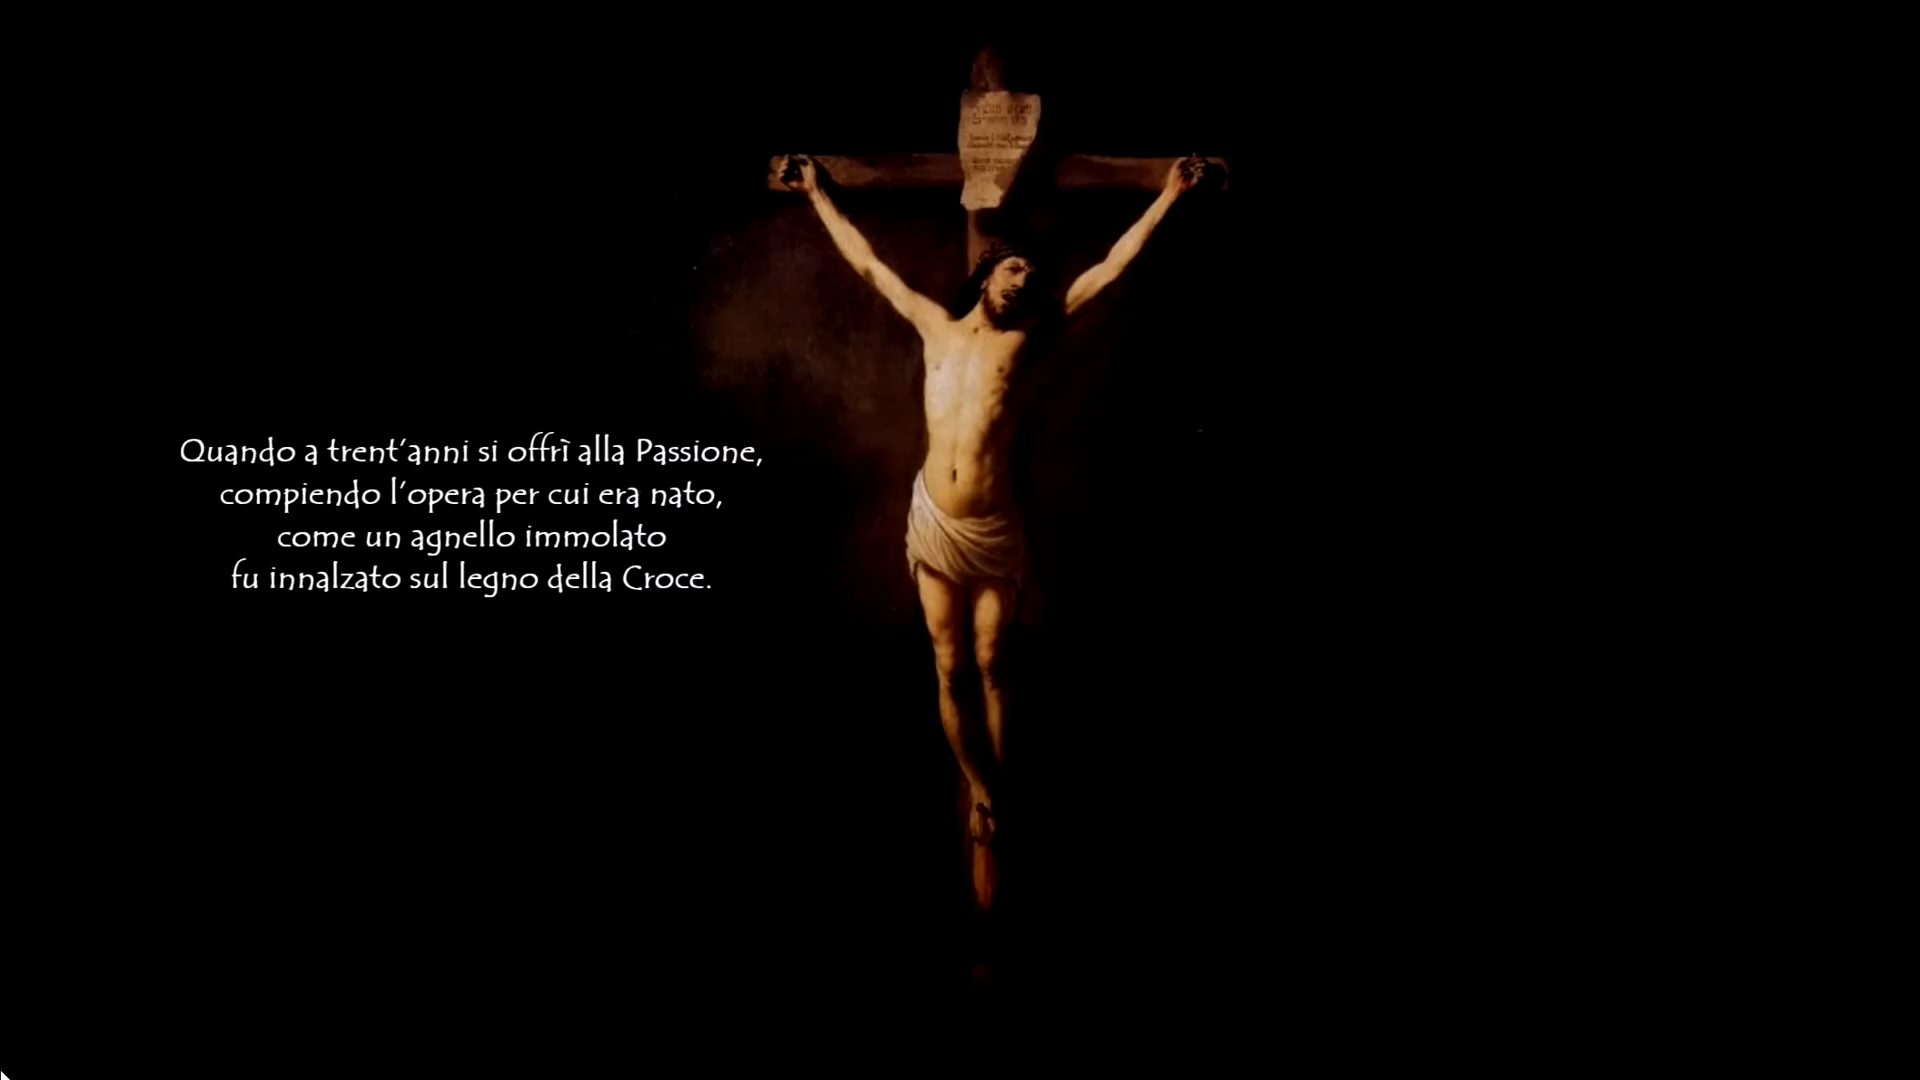 Quando a trent’anni si offrì alla Passione,
compiendo l’opera per cui era nato,
come un agnello immolato
fu innalzato sul legno della Croce.